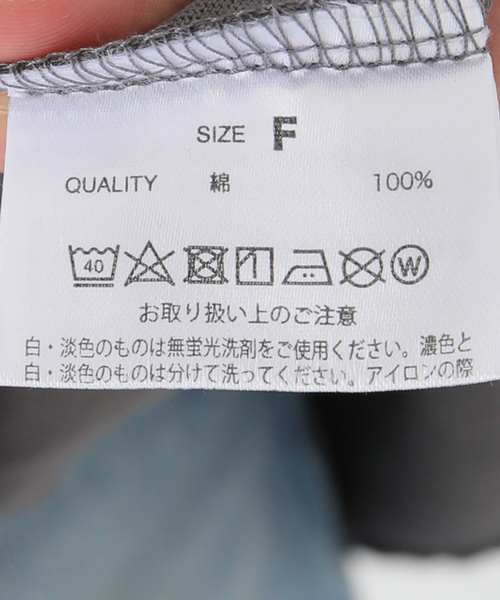 SIZE F
QUALITY 綿 100%
40 W
お取り扱い上のご注意
白・淡色のものは無蛍光洗剤をご使用ください。濃色と
白・淡色のものは分けて洗ってください。アイロンの際